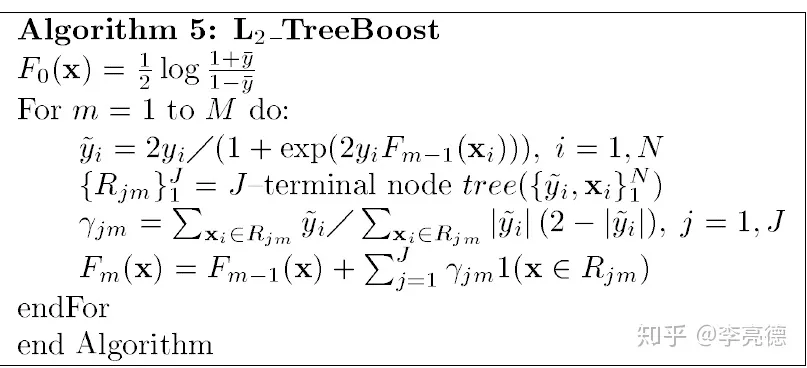 Algorithm 5: L₂_TreeBoost
F₀(x) = ½ log (1+ȳ)/(1−ȳ)
For m = 1 to M do:
ỹᵢ = 2yᵢ/(1 + exp(2yᵢFₘ₋₁(xᵢ))), i = 1, N
{Rⱼₘ}₁ᴶ = J–terminal node tree({ỹᵢ, xᵢ}₁ᴺ)
γⱼₘ = ∑_{xᵢ∈Rⱼₘ} ỹᵢ/ ∑_{xᵢ∈Rⱼₘ} |ỹᵢ| (2 − |ỹᵢ|), j = 1, J
Fₘ(x) = Fₘ₋₁(x) + ∑ⱼ₌₁ᴶ γⱼₘ1(x ∈ Rⱼₘ)
endFor
end Algorithm
知乎 @李亮德